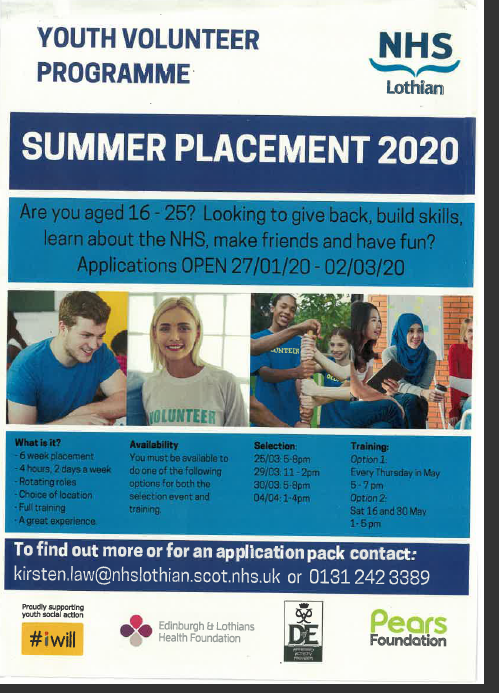 YOUTH VOLUNTEER
PROGRAMME
NHS
Lothian
SUMMER PLACEMENT 2020
Are you aged 16 - 25? Looking to give back, build skills,
learn about the NHS, make friends and have fun?
Applications OPEN 27/01/20 - 02/03/20
VOLUNTEER
What is it?
- 6 week placement
- 4 hours, 2 days a week
- Rotating roles
- Choice of location
- Full training
- A great experience.
Availability
You must be available to
do one of the following
options for both the
selection event and
training.
Selection:
25/03: 5-8pm
29/03: 11 - 2pm
30/03: 5-8pm
04/04: 1-4pm
Training:
Option 1:
Every Thursday in May
5 - 7 pm
Option 2:
Sat 16 and 30 May
1- 5 pm
To find out more or for an application pack contact:
kirsten.law@nhslothian.scot.nhs.uk or 0131 242 3389
Proudly supporting
youth social action
#iwill
Edinburgh & Lothians
Health Foundation
DofE
Pears
Foundation